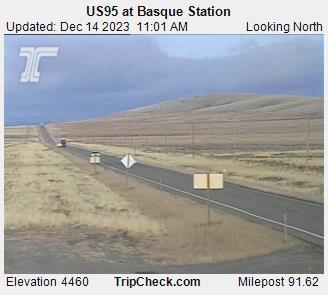 US95 at Basque Station
Updated: Dec 14 2023 11:01 AM Looking North
Elevation 4460 TripCheck.com Milepost 91.62